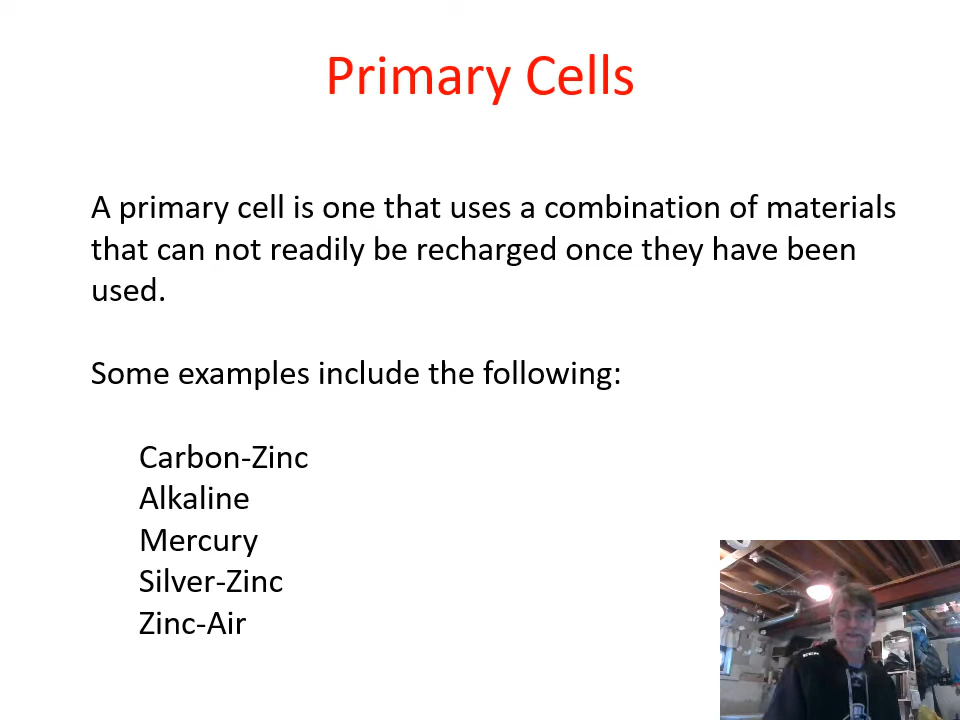 Primary Cells
A primary cell is one that uses a combination of materials
that can not readily be recharged once they have been
used.
Some examples include the following:
Carbon-Zinc
Alkaline
Mercury
Silver-Zinc
Zinc-Air